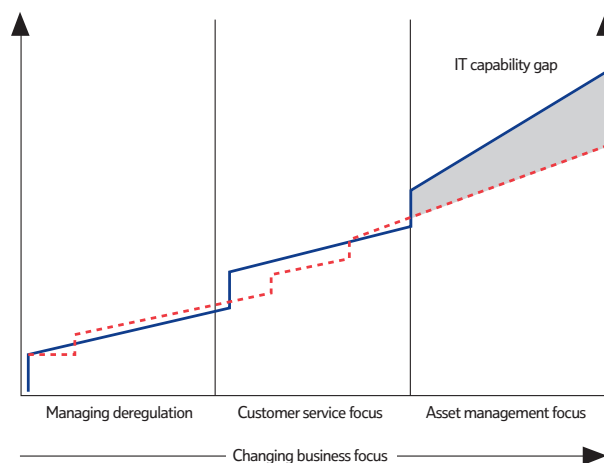 IT capability gap
Managing deregulation
Customer service focus
Asset management focus
Changing business focus